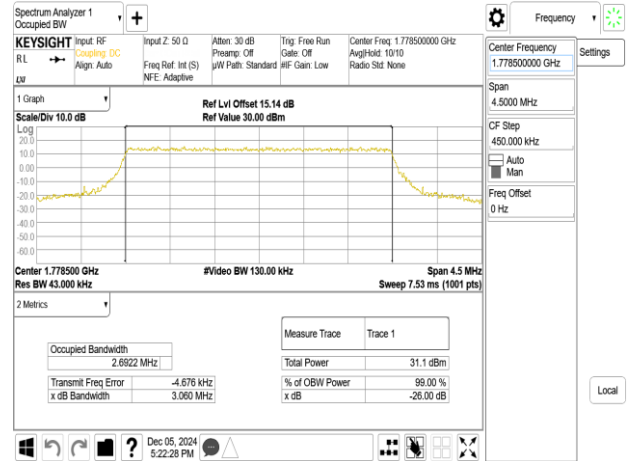 Spectrum Analyzer 1
Occupied BW
KEYSIGHT
RL
Input: RF
Coupling: DC
Align: Auto
Input Z: 50 Ω
Freq Ref: Int (S)
NFE: Adaptive
Atten: 30 dB
Preamp: Off
µW Path: Standard
Trig: Free Run
Gate: Off
#IF Gain: Low
Center Freq: 1.778500000 GHz
Avg|Hold: 10/10
Radio Std: None
1 Graph
Scale/Div 10.0 dB
Ref Lvl Offset 15.14 dB
Ref Value 30.00 dBm
Log
20.0
10.0
0.00
-10.0
-20.0
-30.0
-40.0
-50.0
-60.0
Center 1.778500 GHz
Res BW 43.000 kHz
#Video BW 130.00 kHz
Span 4.5 MHz
Sweep 7.53 ms (1001 pts)
2 Metrics
Occupied Bandwidth
2.6922 MHz
Transmit Freq Error -4.676 kHz
x dB Bandwidth 3.060 MHz
Measure Trace Trace 1
Total Power 31.1 dBm
% of OBW Power 99.00 %
x dB -26.00 dB
Dec 05, 2024
5:22:28 PM
?
Frequency
Center Frequency
1.778500000 GHz
Span
4.5000 MHz
CF Step
450.000 kHz
Auto
Man
Freq Offset
0 Hz
Settings
Local